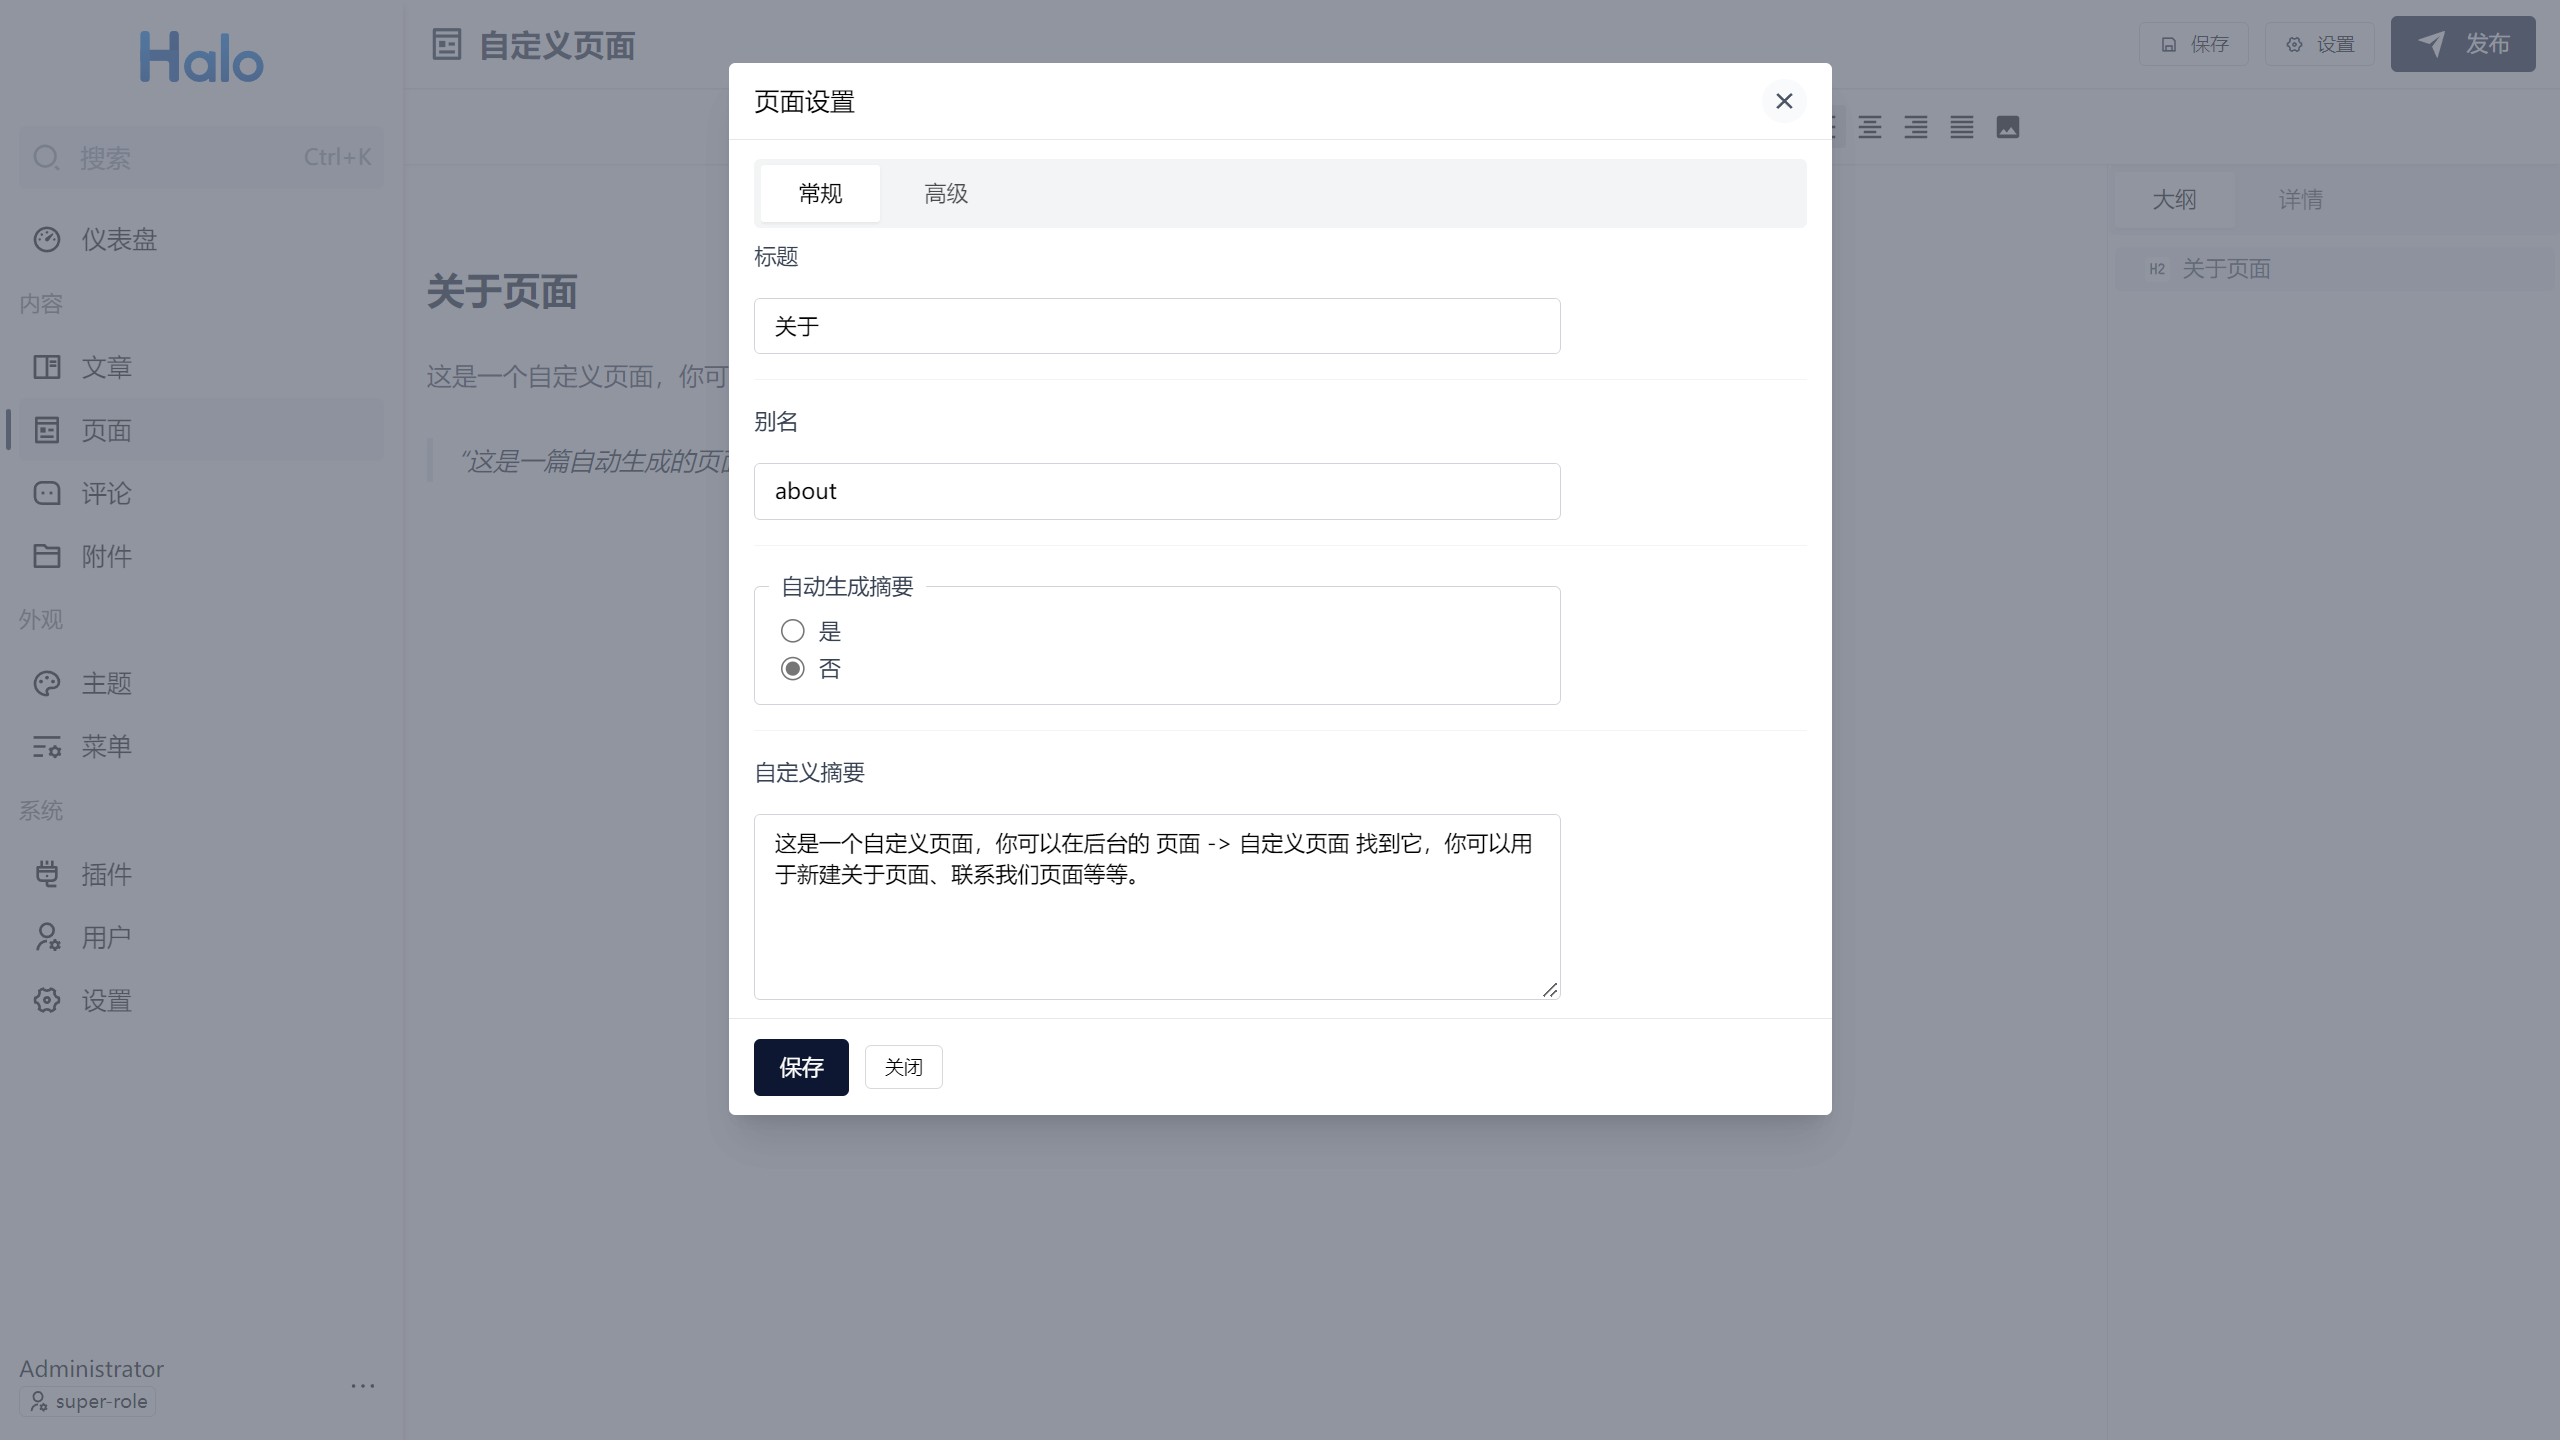 Halo
搜索
Ctrl+K
仪表盘
内容
文章
页面
评论
附件
外观
主题
菜单
系统
插件
用户
设置
Administrator
super-role
自定义页面
保存
设置
发布
关于页面
这是一个自定义页面，你可
“这是一篇自动生成的页
大纲
详情
H2 关于页面
页面设置
常规
高级
标题
关于
别名
about
自动生成摘要
是
否
自定义摘要
这是一个自定义页面，你可以在后台的 页面 -> 自定义页面 找到它，你可以用
于新建关于页面、联系我们页面等等。
保存
关闭